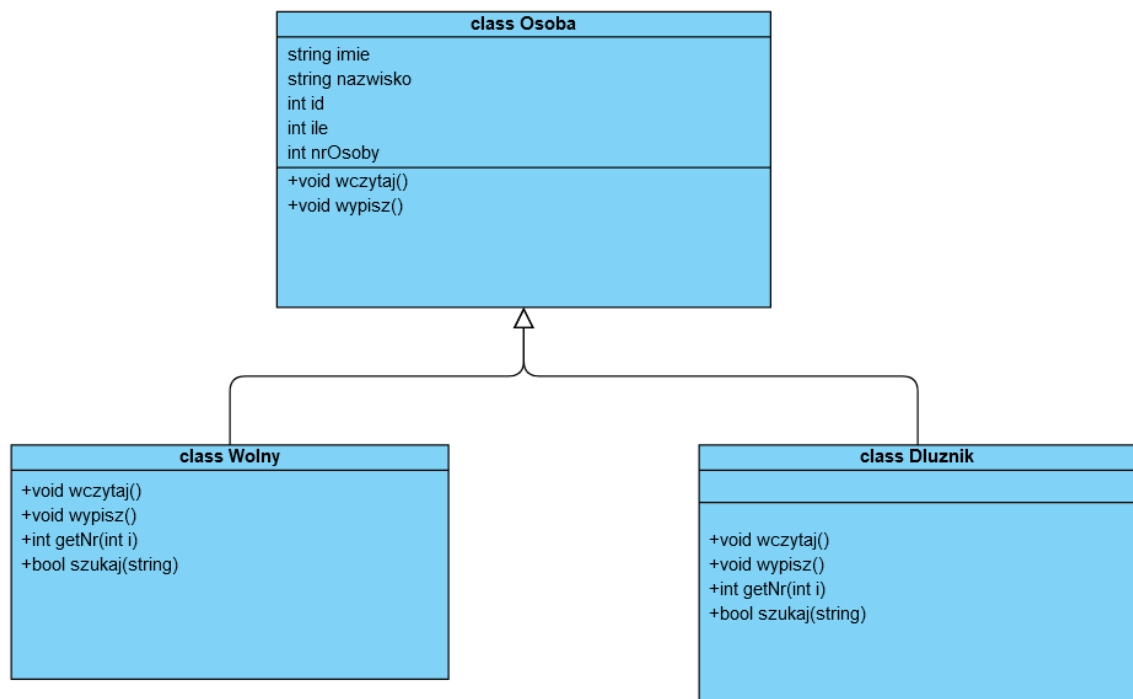 class Osoba
string imie
string nazwisko
int id
int ile
int nrOsoby
+void wczytaj()
+void wypisz()
class Wolny
+void wczytaj()
+void wypisz()
+int getNr(int i)
+bool szukaj(string)
class Dluznik
+void wczytaj()
+void wypisz()
+int getNr(int i)
+bool szukaj(string)